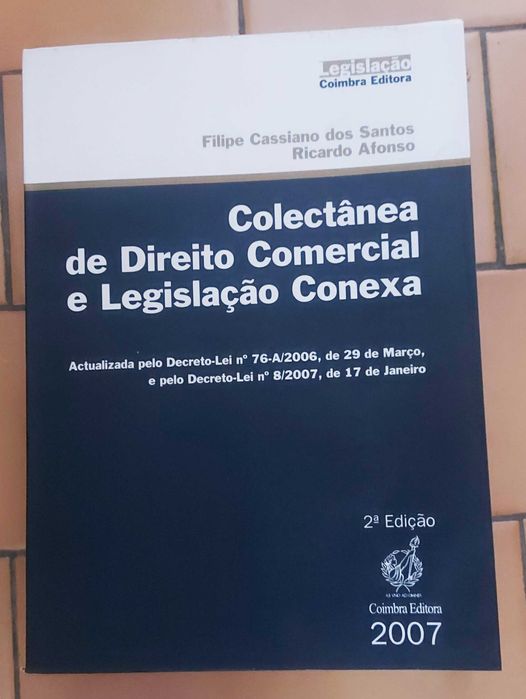 Legislação
Coimbra Editora
Filipe Cassiano dos Santos
Ricardo Afonso
Colectânea
de Direito Comercial
e Legislação Conexa
Actualizada pelo Decreto-Lei nº 76-A/2006, de 29 de Março,
e pelo Decreto-Lei nº 8/2007, de 17 de Janeiro
2ª Edição
Coimbra Editora
2007